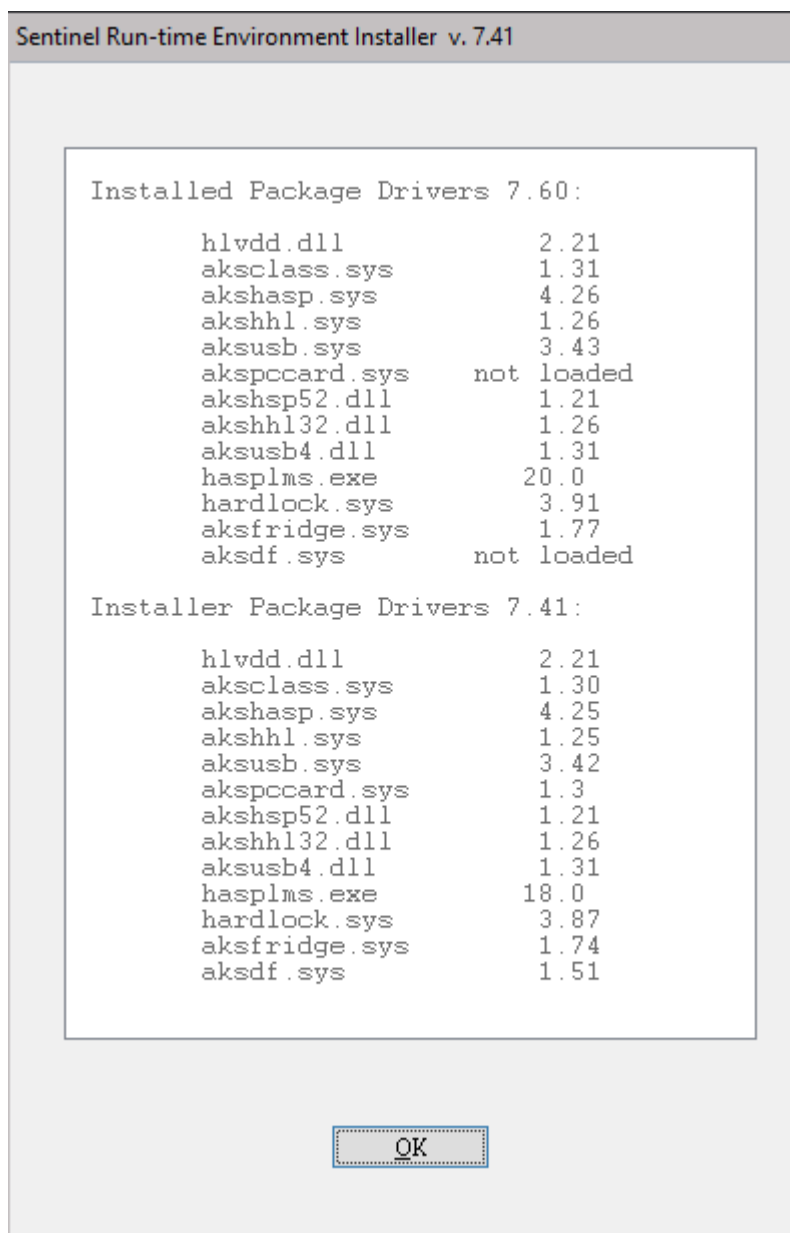 Sentinel Run-time Environment Installer v. 7.41
Installed Package Drivers 7.60:
hlvdd.dll 2.21
aksclass.sys 1.31
akshasp.sys 4.26
akshhl.sys 1.26
aksusb.sys 3.43
akspccard.sys not loaded
akshsp52.dll 1.21
akshhl32.dll 1.26
aksusb4.dll 1.31
hasplms.exe 20.0
hardlock.sys 3.91
aksfridge.sys 1.77
aksdf.sys not loaded
Installer Package Drivers 7.41:
hlvdd.dll 2.21
aksclass.sys 1.30
akshasp.sys 4.25
akshhl.sys 1.25
aksusb.sys 3.42
akspccard.sys 1.3
akshsp52.dll 1.21
akshhl32.dll 1.26
aksusb4.dll 1.31
hasplms.exe 18.0
hardlock.sys 3.87
aksfridge.sys 1.74
aksdf.sys 1.51
OK